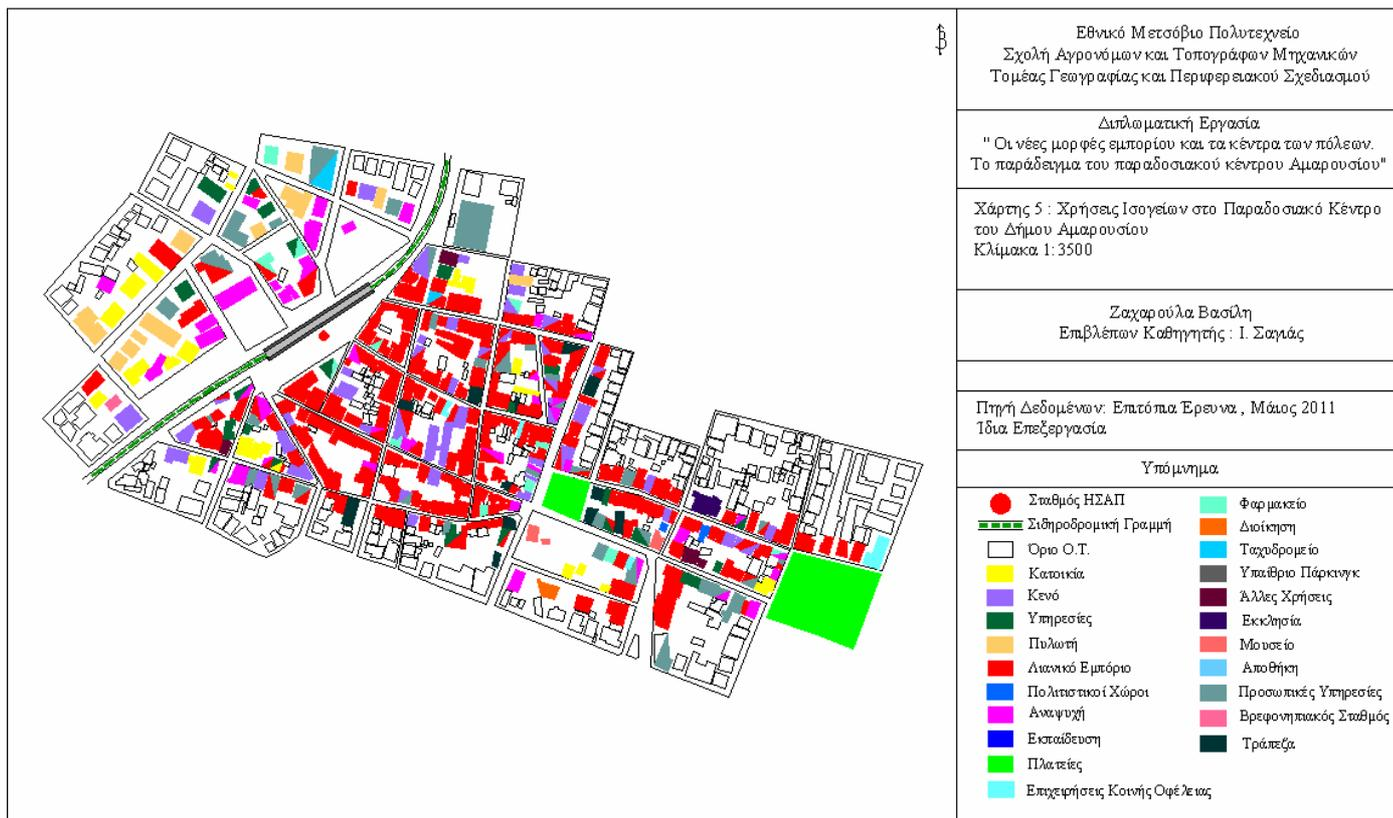 Β
Εθνικό Μετσόβιο Πολυτεχνείο
Σχολή Αγρονόμων και Τοπογράφων Μηχανικών
Τομέας Γεωγραφίας και Περιφερειακού Σχεδιασμού
Διπλωματική Εργασία
" Οι νέες μορφές εμπορίου και τα κέντρα των πόλεων.
Το παράδειγμα του παραδοσιακού κέντρου Αμαρουσίου"
Χάρτης 5 : Χρήσεις Ισογείων στο Παραδοσιακό Κέντρο
του Δήμου Αμαρουσίου
Κλίμακα 1:3500
Ζαχαρούλα Βασίλη
Επιβλέπων Καθηγητής : Ι. Σαγιάς
Πηγή Δεδομένων: Επιτόπια Έρευνα , Μάιος 2011
Ίδια Επεξεργασία
Υπόμνημα
Σταθμός ΗΣΑΠ
Σιδηροδρομική Γραμμή
Όριο Ο.Τ.
Κατοικία
Κενό
Υπηρεσίες
Πυλωτή
Λιανικό Εμπόριο
Πολιτιστικοί Χώροι
Αναψυχή
Εκπαίδευση
Πλατείες
Επιχειρήσεις Κοινής Οφέλειας
Φαρμακείο
Διοίκηση
Ταχυδρομείο
Υπαίθριο Πάρκινγκ
Άλλες Χρήσεις
Εκκλησία
Μουσείο
Αποθήκη
Προσωπικές Υπηρεσίες
Βρεφονηπιακός Σταθμός
Τράπεζα